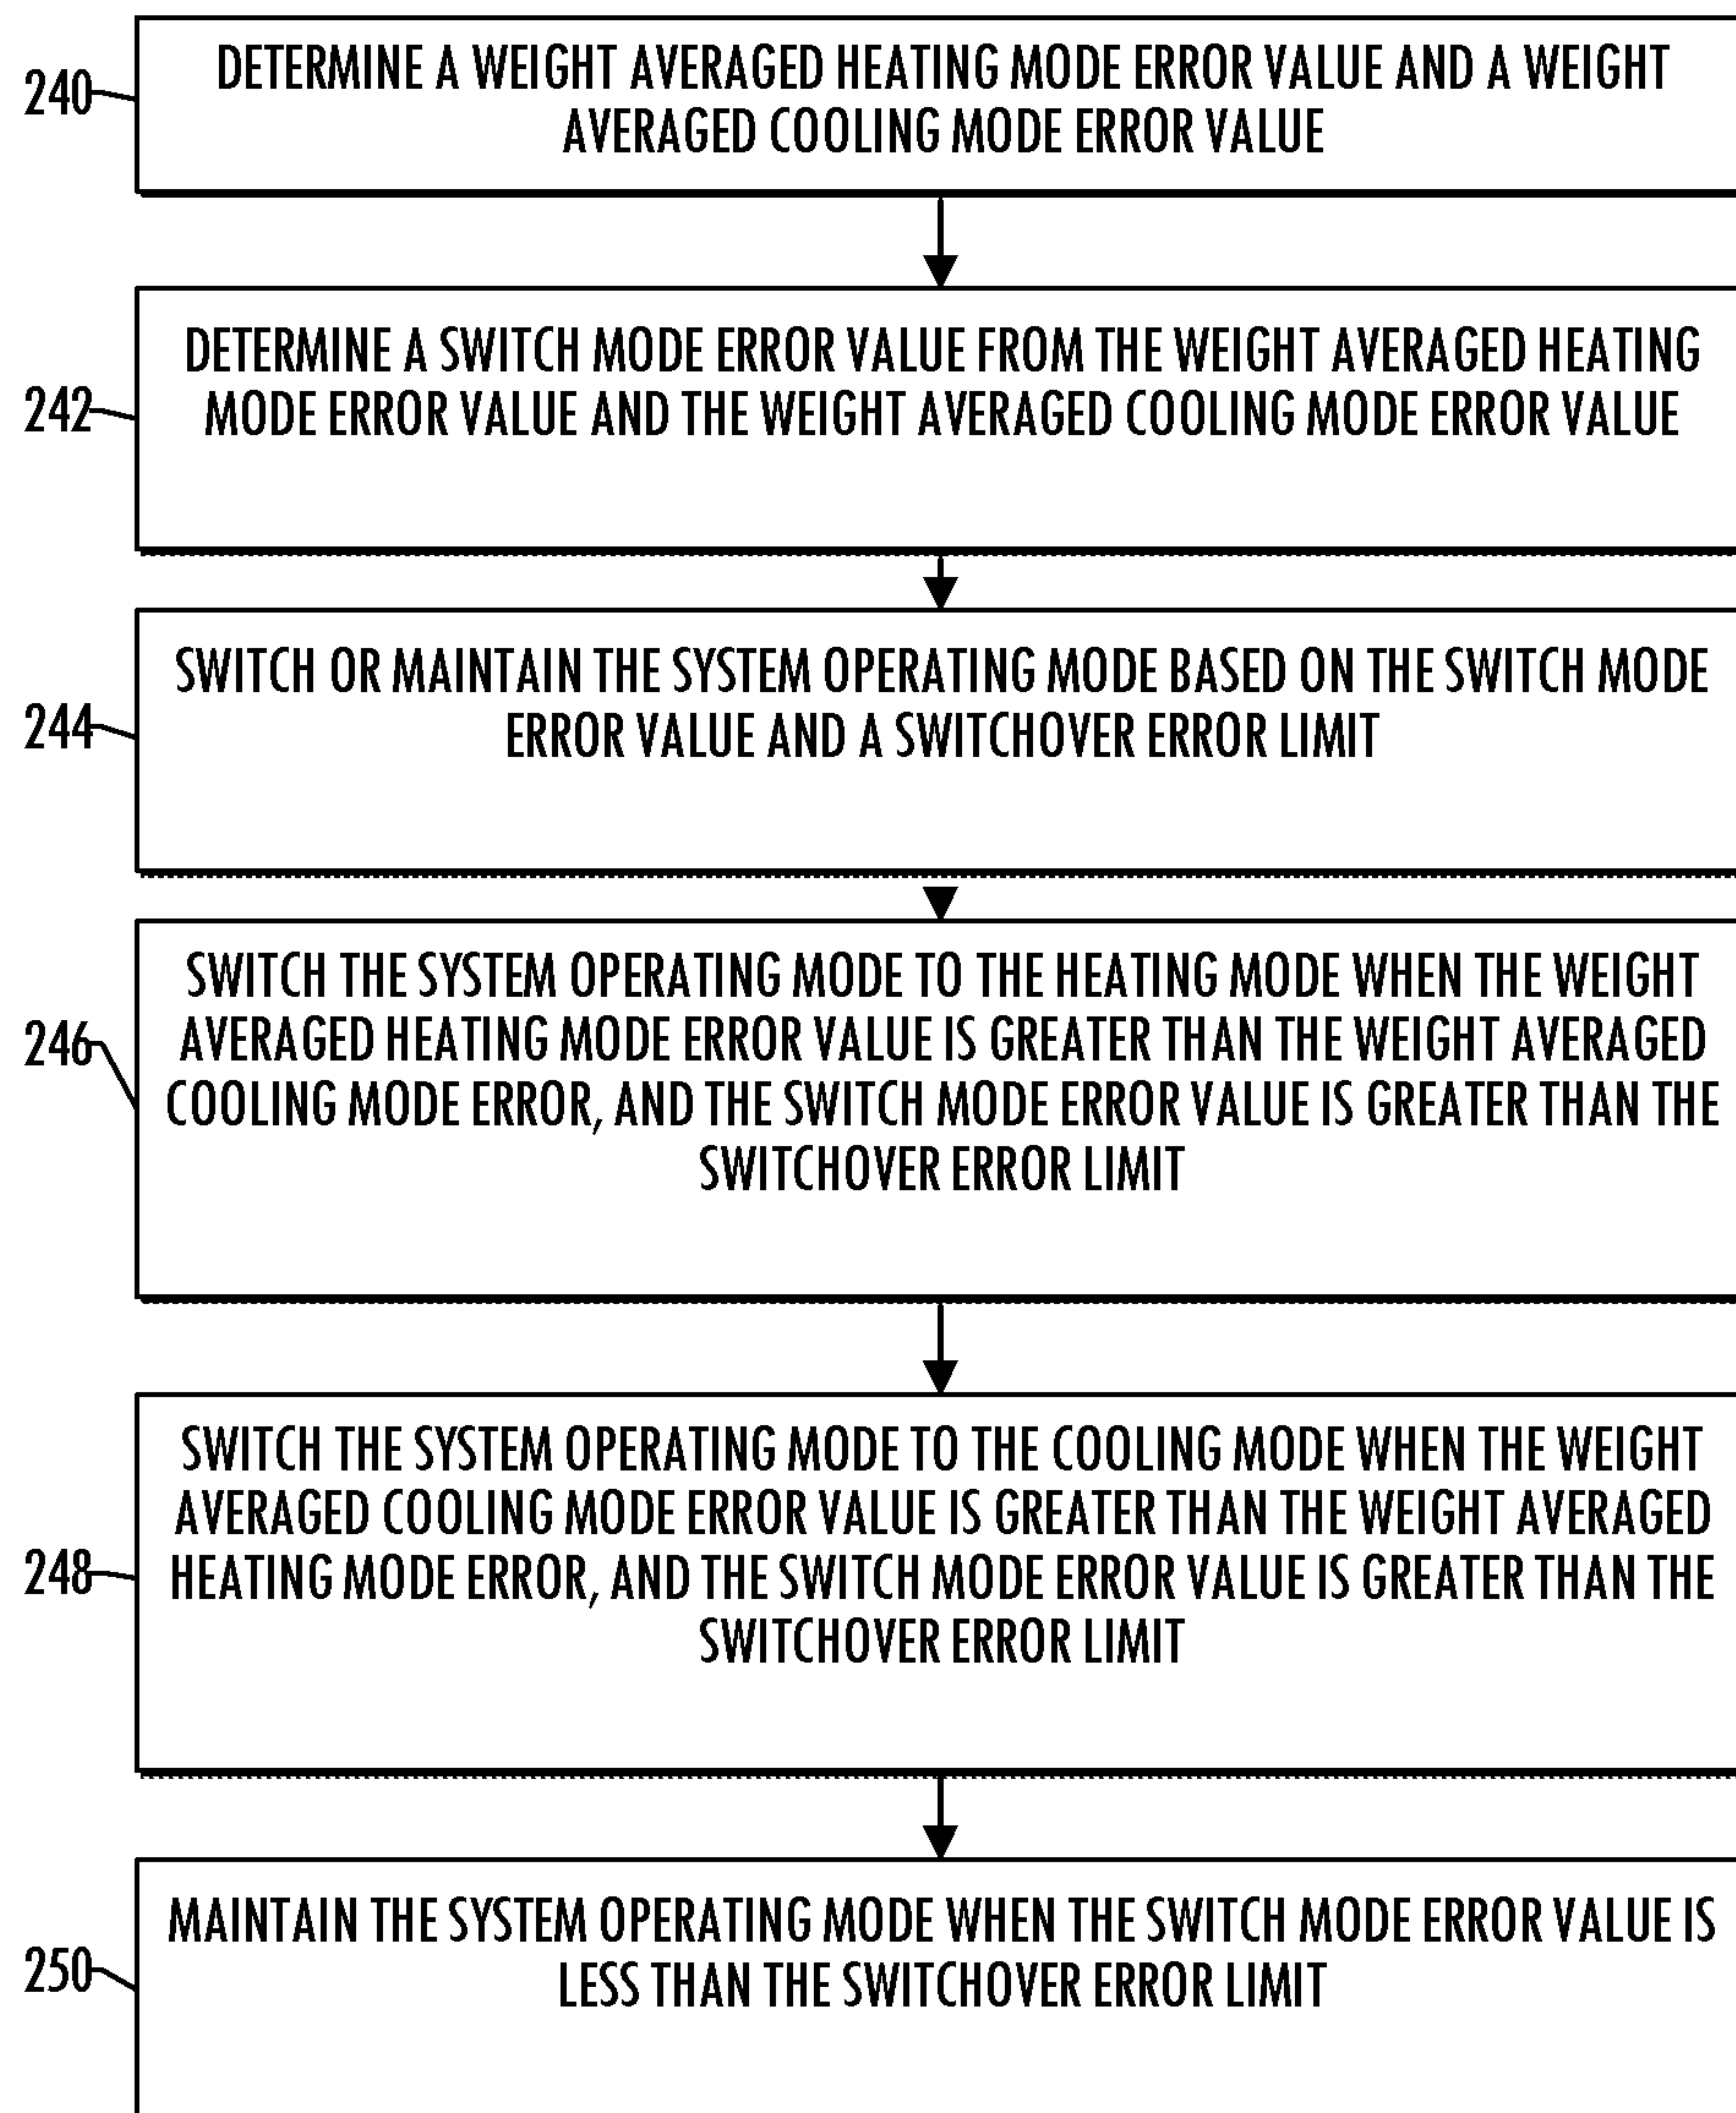 240
DETERMINE A WEIGHT AVERAGED HEATING MODE ERROR VALUE AND A WEIGHT
AVERAGED COOLING MODE ERROR VALUE
242
DETERMINE A SWITCH MODE ERROR VALUE FROM THE WEIGHT AVERAGED HEATING
MODE ERROR VALUE AND THE WEIGHT AVERAGED COOLING MODE ERROR VALUE
244
SWITCH OR MAINTAIN THE SYSTEM OPERATING MODE BASED ON THE SWITCH MODE
ERROR VALUE AND A SWITCHOVER ERROR LIMIT
246
SWITCH THE SYSTEM OPERATING MODE TO THE HEATING MODE WHEN THE WEIGHT
AVERAGED HEATING MODE ERROR VALUE IS GREATER THAN THE WEIGHT AVERAGED
COOLING MODE ERROR, AND THE SWITCH MODE ERROR VALUE IS GREATER THAN THE
SWITCHOVER ERROR LIMIT
248
SWITCH THE SYSTEM OPERATING MODE TO THE COOLING MODE WHEN THE WEIGHT
AVERAGED COOLING MODE ERROR VALUE IS GREATER THAN THE WEIGHT AVERAGED
HEATING MODE ERROR, AND THE SWITCH MODE ERROR VALUE IS GREATER THAN THE
SWITCHOVER ERROR LIMIT
250
MAINTAIN THE SYSTEM OPERATING MODE WHEN THE SWITCH MODE ERROR VALUE IS
LESS THAN THE SWITCHOVER ERROR LIMIT